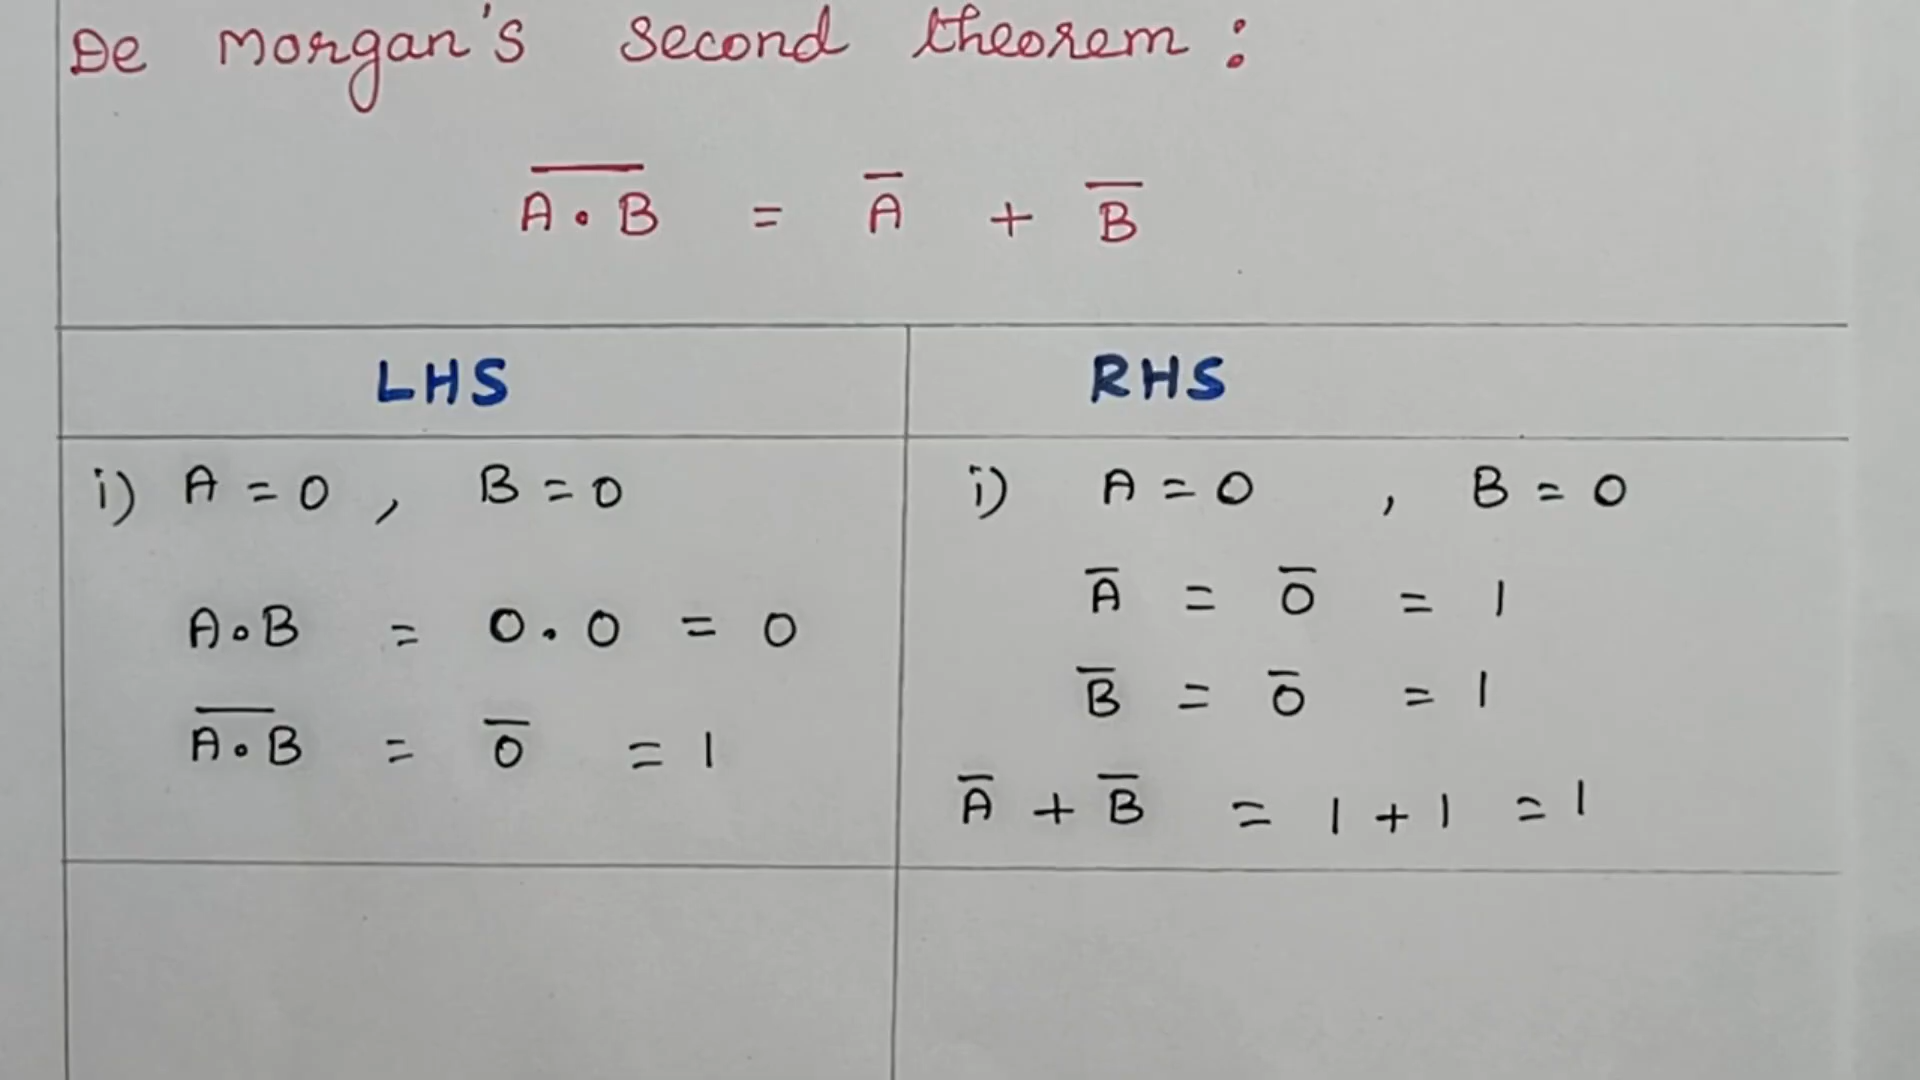 De Morgan's second theorem :
A̅ ̅•̅ ̅B̅ = A̅ + B̅
LHS
i) A = 0 , B = 0
A•B = 0•0 = 0
A̅•̅B̅ = 0̅ = 1
RHS
i) A = 0 , B = 0
A̅ = 0̅ = 1
B̅ = 0̅ = 1
A̅ + B̅ = 1 + 1 = 1